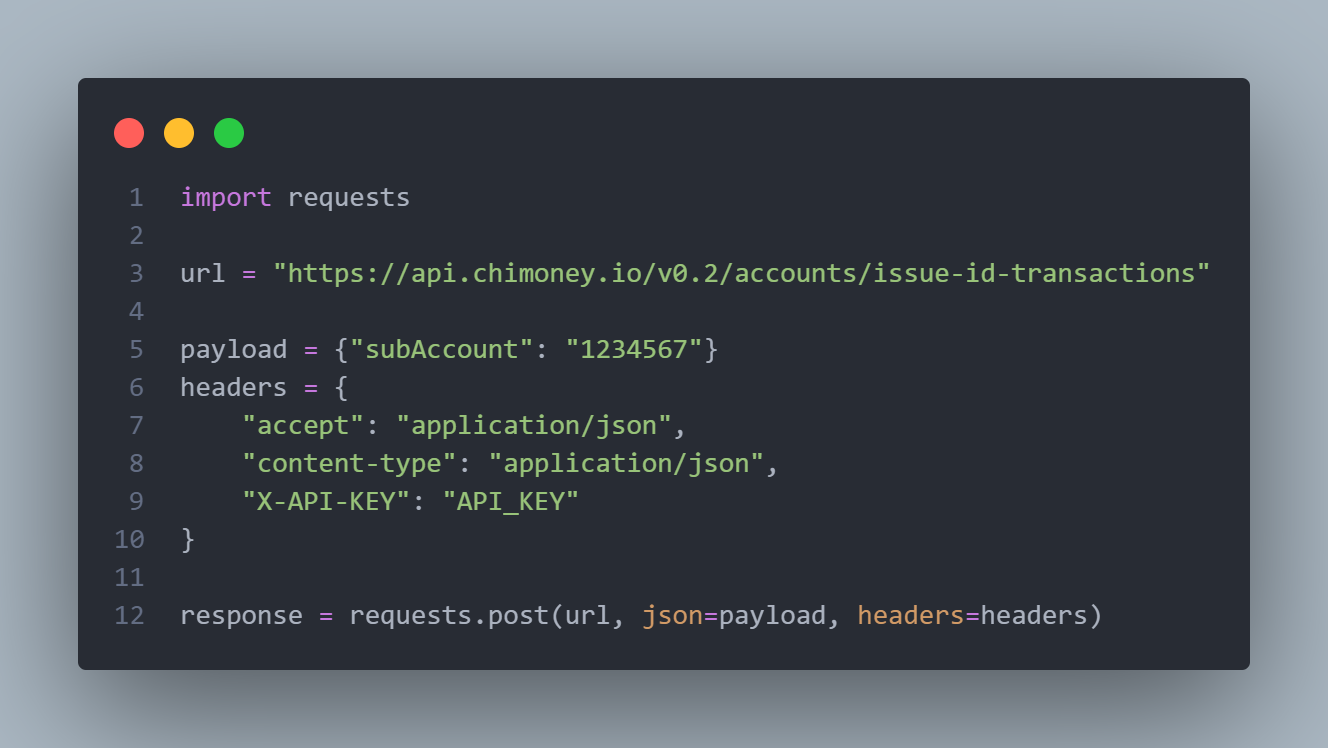 1 import requests
2
3 url = "https://api.chimoney.io/v0.2/accounts/issue-id-transactions"
4
5 payload = {"subAccount": "1234567"}
6 headers = {
7     "accept": "application/json",
8     "content-type": "application/json",
9     "X-API-KEY": "API_KEY"
10 }
11
12 response = requests.post(url, json=payload, headers=headers)